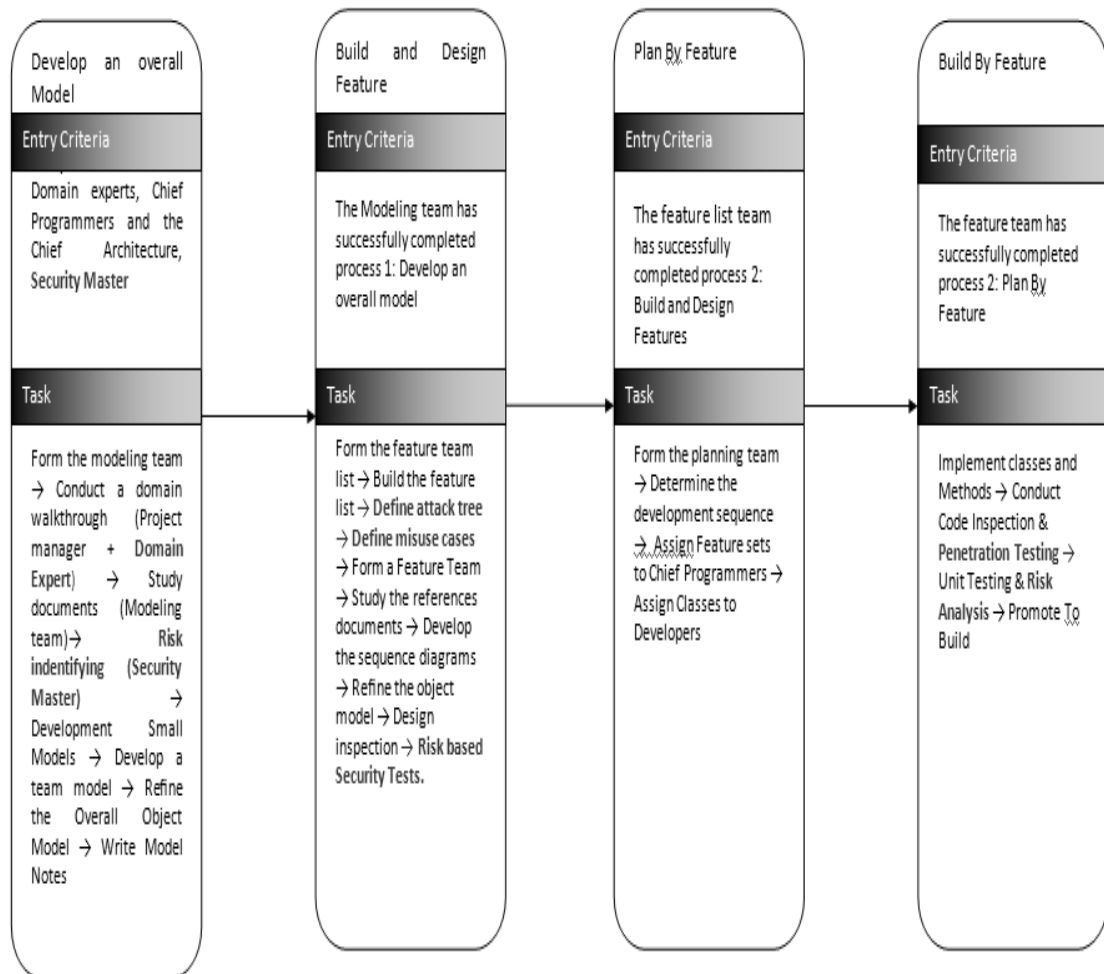 Develop an overall
Model
Entry Criteria
Domain experts, Chief
Programmers and the
Chief Architecture,
Security Master
Task
Form the modeling team
→ Conduct a domain
walkthrough (Project
manager + Domain
Expert) → Study
documents (Modeling
team)→ Risk
indentifying (Security
Master) →
Development Small
Models → Develop a
team model → Refine
the Overall Object
Model → Write Model
Notes
Build and Design
Feature
Entry Criteria
The Modeling team has
successfully completed
process 1: Develop an
overall model
Task
Form the feature team
list → Build the feature
list → Define attack tree
→ Define misuse cases
→ Form a Feature Team
→ Study the references
documents → Develop
the sequence diagrams
→ Refine the object
model → Design
inspection → Risk based
Security Tests.
Plan By Feature
Entry Criteria
The feature list team
has successfully
completed process 2:
Build and Design
Features
Task
Form the planning team
→ Determine the
development sequence
→ Assign Feature sets
to Chief Programmers →
Assign Classes to
Developers
Build By Feature
Entry Criteria
The feature team has
successfully completed
process 2: Plan By
Feature
Task
Implement classes and
Methods → Conduct
Code Inspection &
Penetration Testing →
Unit Testing & Risk
Analysis → Promote To
Build